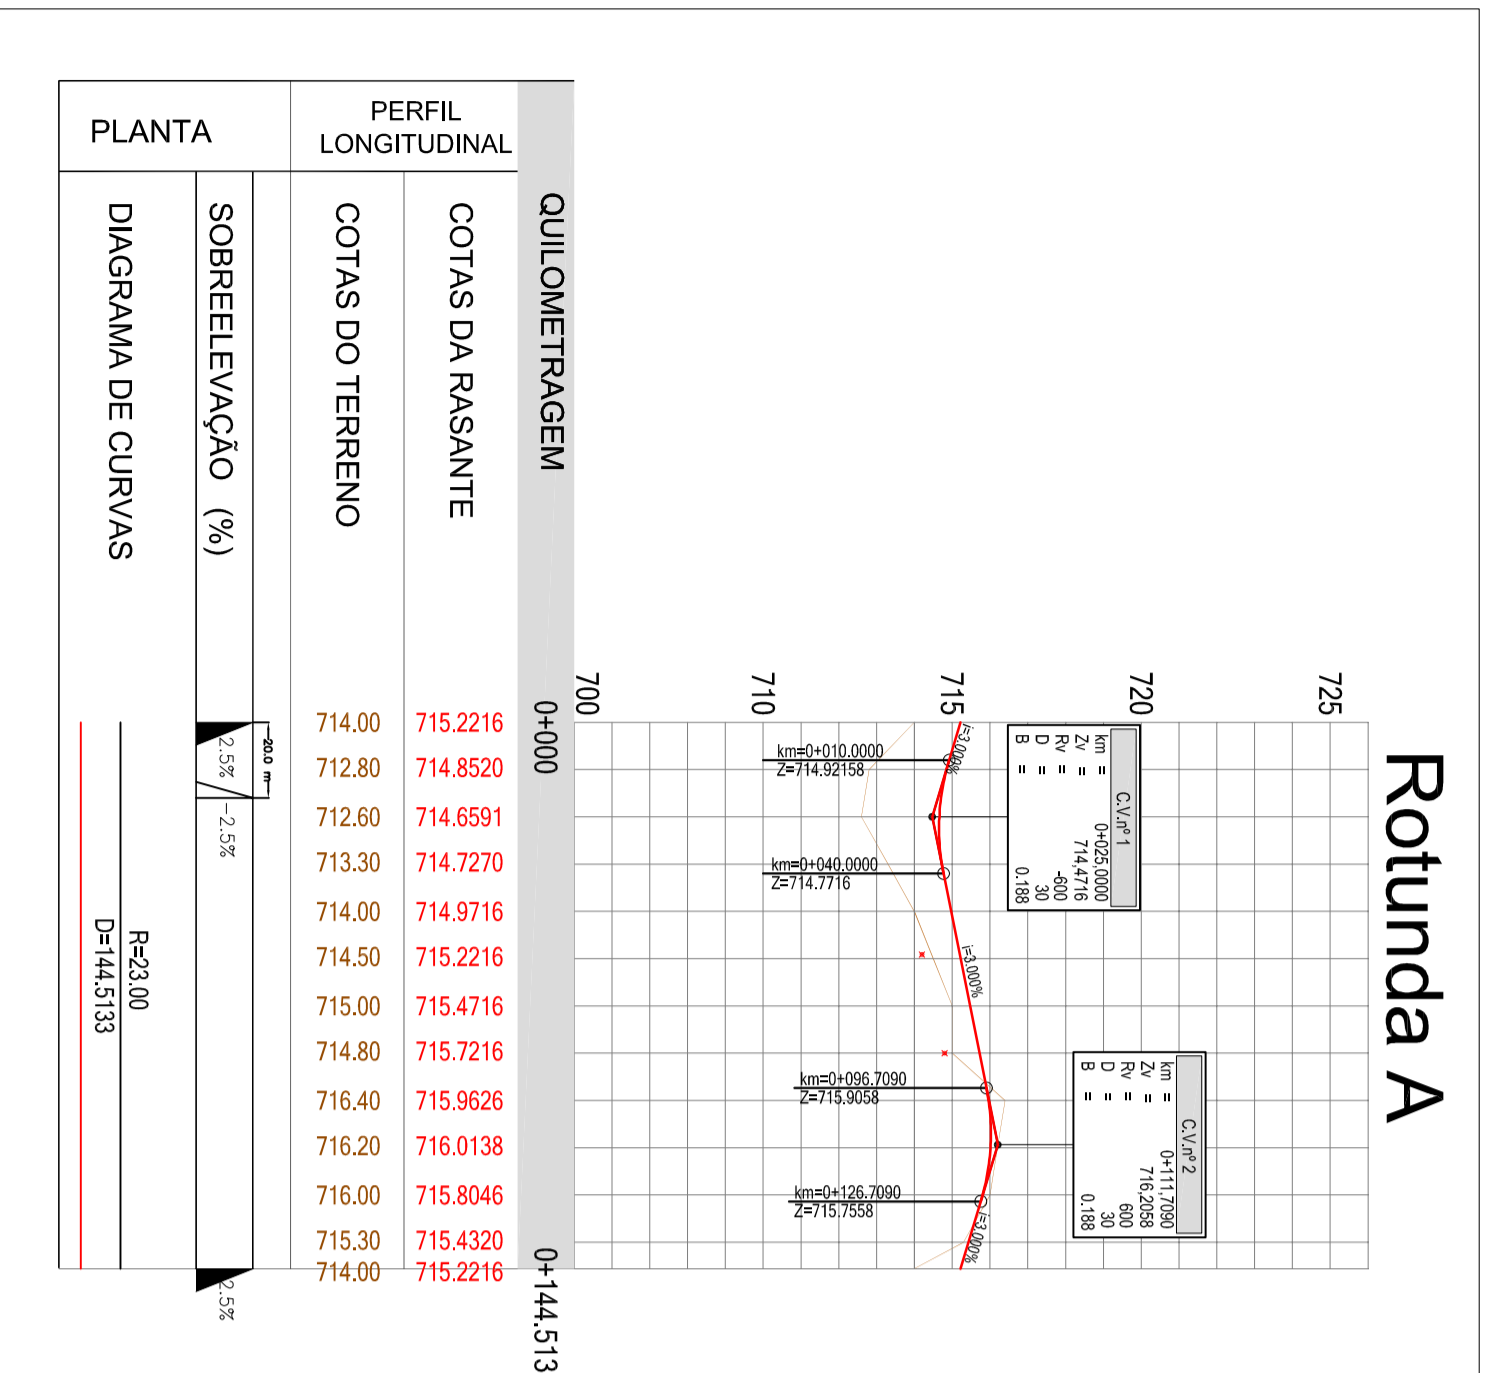 Rotunda A
PLANTA
PERFIL
LONGITUDINAL
DIAGRAMA DE CURVAS
SOBREELEVAÇÃO (%)
COTAS DO TERRENO
COTAS DA RASANTE
QUILOMETRAGEM
700
710
715
720
725
0+000
0+144.513
714.00 715.2216
712.80 714.8520
712.60 714.6591
713.30 714.7270
714.00 714.9716
714.50 715.2216
715.00 715.4716
714.80 715.7216
716.40 715.9626
716.20 716.0138
716.00 715.8046
715.30 715.4320
714.00 715.2216
20.0 m
2.5%
-2.5%
2.5%
R=23.00
D=144.5133
i=3.000%
km=0+010.0000
Z=714.92158
km=0+040.0000
Z=714.7716
i=3.000%
km=0+096.7090
Z=715.9058
km=0+126.7090
Z=715.7558
i=3.000%
C.V.nº 1
km = 0+025,0000
Zv = 714,4716
Rv = -600
D = 30
B = 0.188
C.V.nº 2
km = 0+111,7090
Zv = 716,2058
Rv = 600
D = 30
B = 0.188